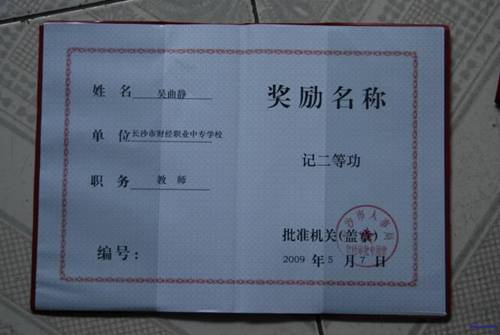 姓 名 吴曲静
单 位 长沙市财经职业中专学校
职 务 教 师
编号：
奖励名称
记二等功
批准机关(盖章)
2009 年 5 月 7 日